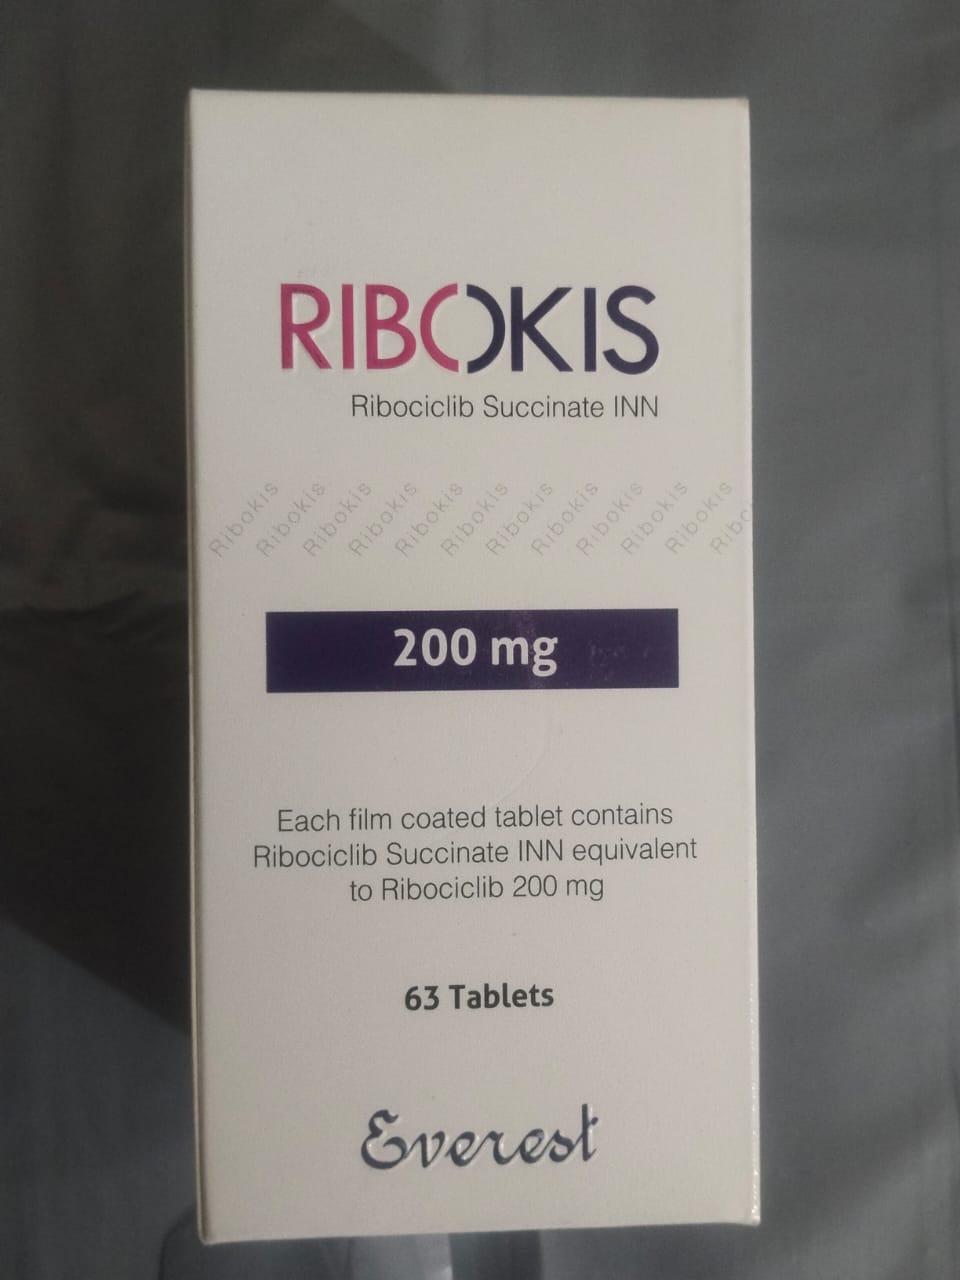 RIBOKIS
Ribociclib Succinate INN
Ribokis Ribokis Ribokis Ribokis Ribokis Ribokis Ribokis Ribokis Ribokis Ribokis Ribokis Riboc
200 mg
Each film coated tablet contains
Ribociclib Succinate INN equivalent
to Ribociclib 200 mg
63 Tablets
Everest